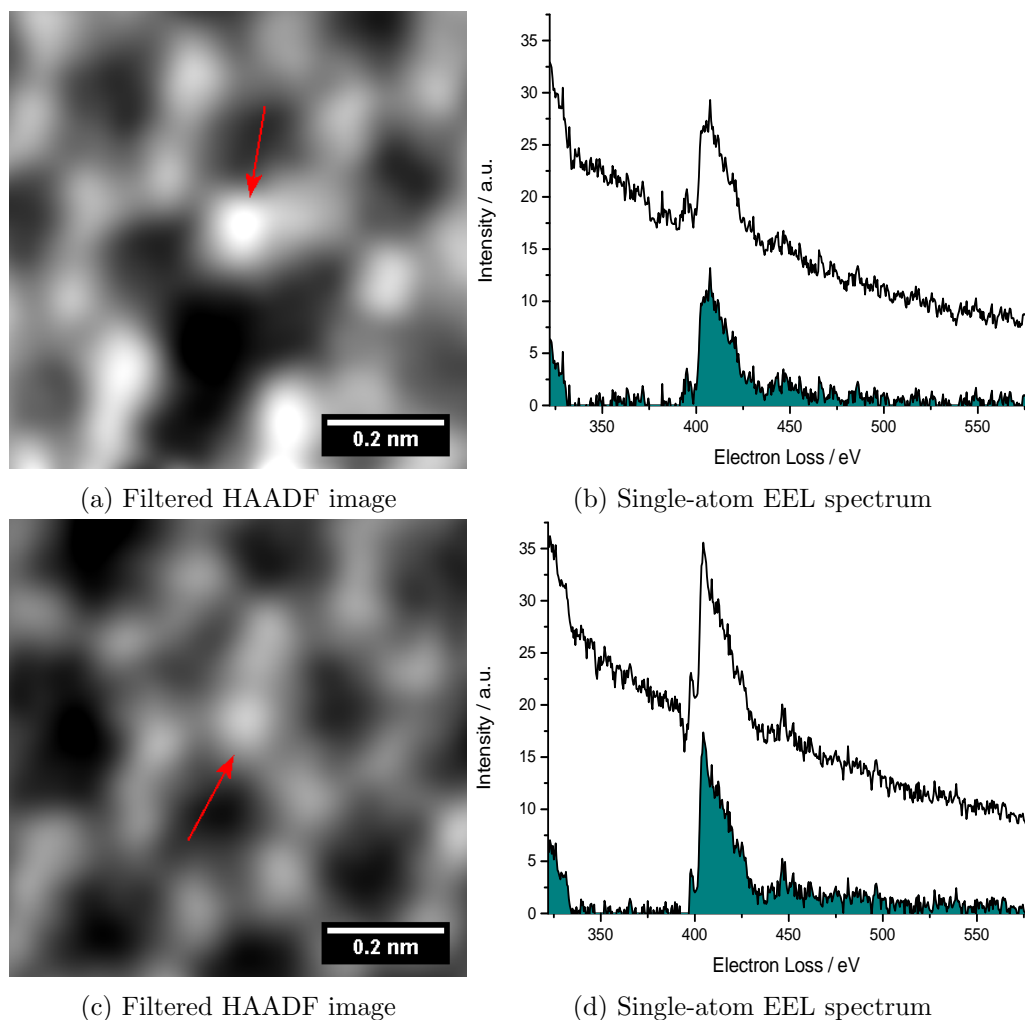 0.2 nm
35
30
25
20
15
10
5
0
350 400 450 500 550
Intensity / a.u.
Electron Loss / eV
(a) Filtered HAADF image
(b) Single-atom EEL spectrum
0.2 nm
35
30
25
20
15
10
5
0
350 400 450 500 550
Intensity / a.u.
Electron Loss / eV
(c) Filtered HAADF image
(d) Single-atom EEL spectrum